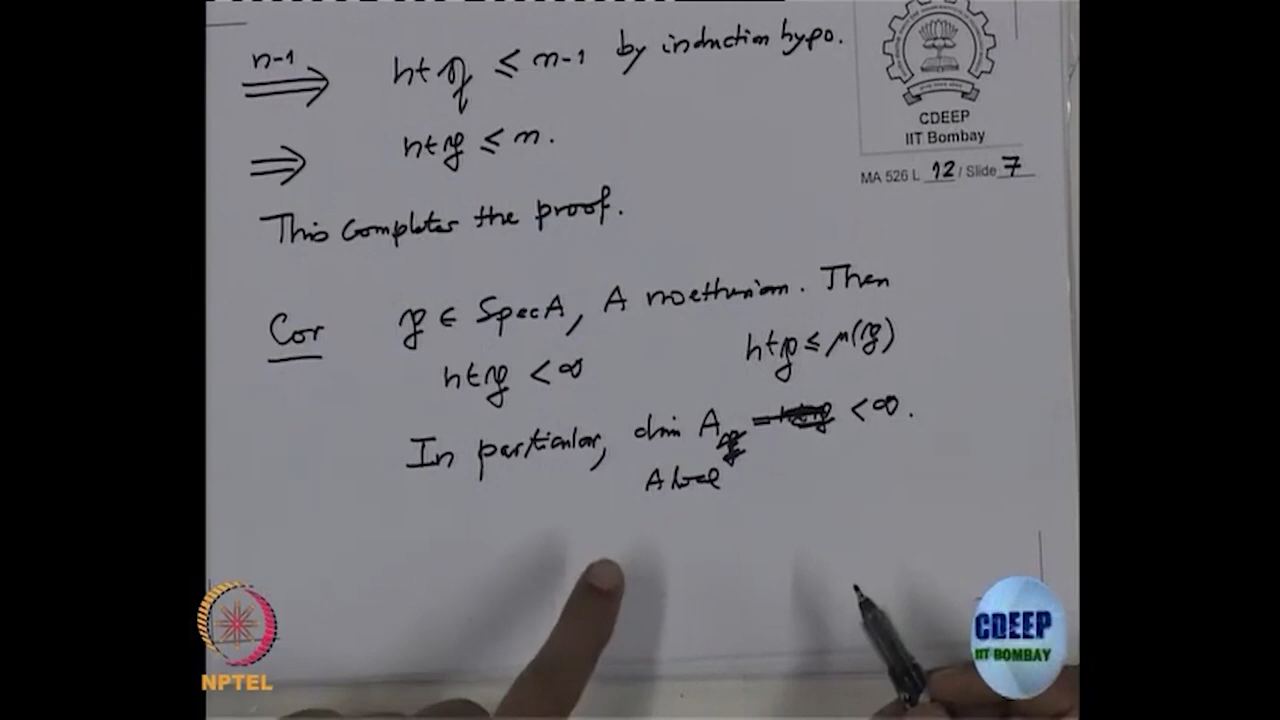 n-1 ⟹ ht 𝔮 ≤ n-1 by induction hypo.
⟹ ht 𝔭 ≤ n.
This completes the proof.
Cor 𝔭 ∈ Spec A, A noetherian. Then
ht 𝔭 < ∞ ht 𝔭 ≤ μ(𝔭)
In particular, dim A < ∞.
A local
CDEEP
IIT Bombay
MA 526 L 12 / Slide 7
NPTEL
CDEEP
IIT BOMBAY